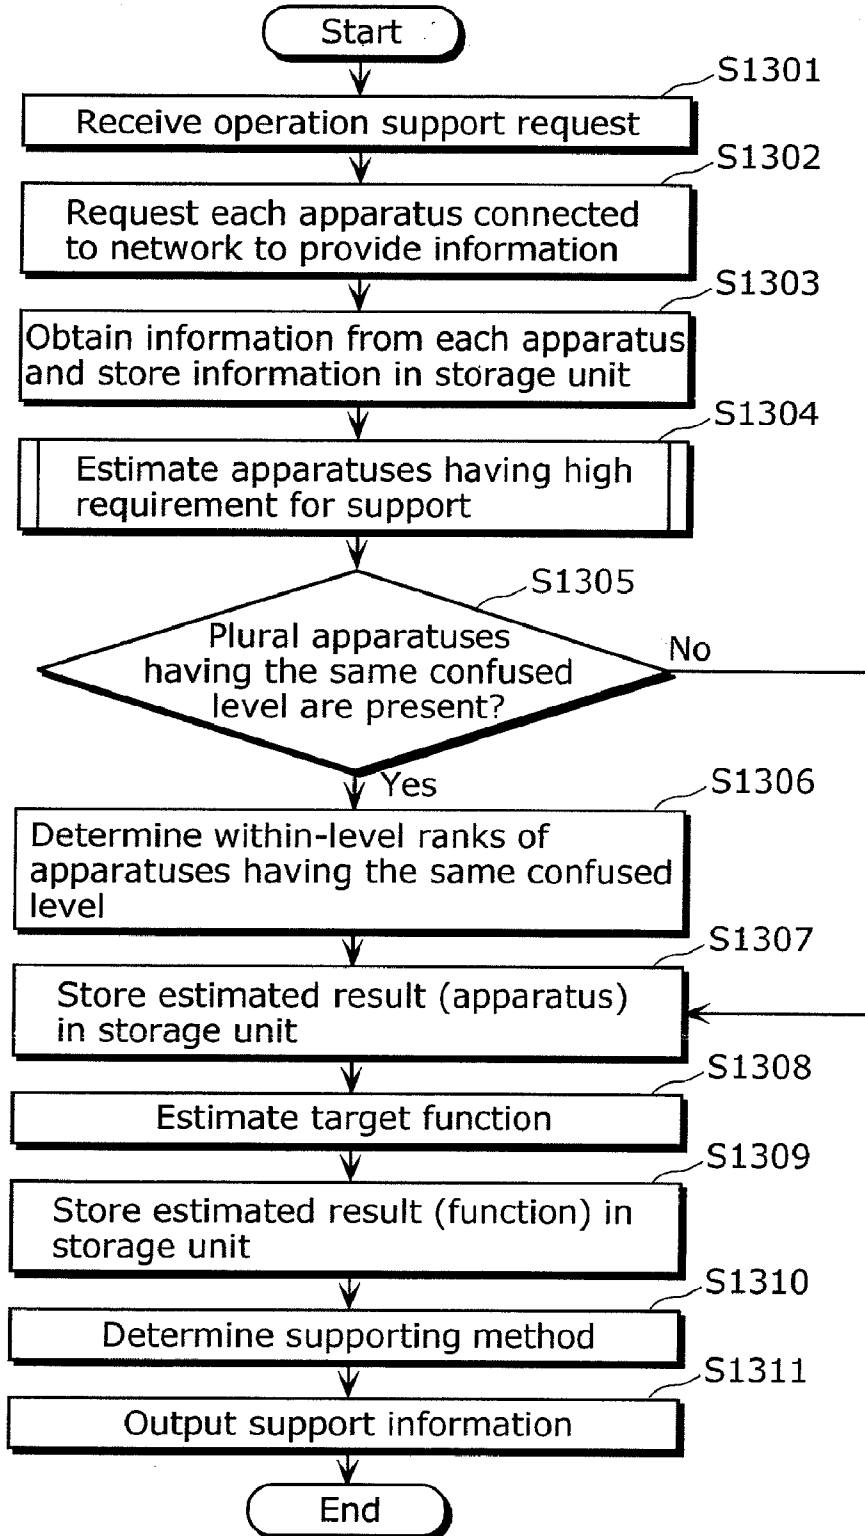 Start
S1301
Receive operation support request
S1302
Request each apparatus connected
to network to provide information
S1303
Obtain information from each apparatus
and store information in storage unit
S1304
Estimate apparatuses having high
requirement for support
S1305
Plural apparatuses
having the same confused
level are present?
No
Yes
S1306
Determine within-level ranks of
apparatuses having the same confused
level
S1307
Store estimated result (apparatus)
in storage unit
S1308
Estimate target function
S1309
Store estimated result (function) in
storage unit
S1310
Determine supporting method
S1311
Output support information
End